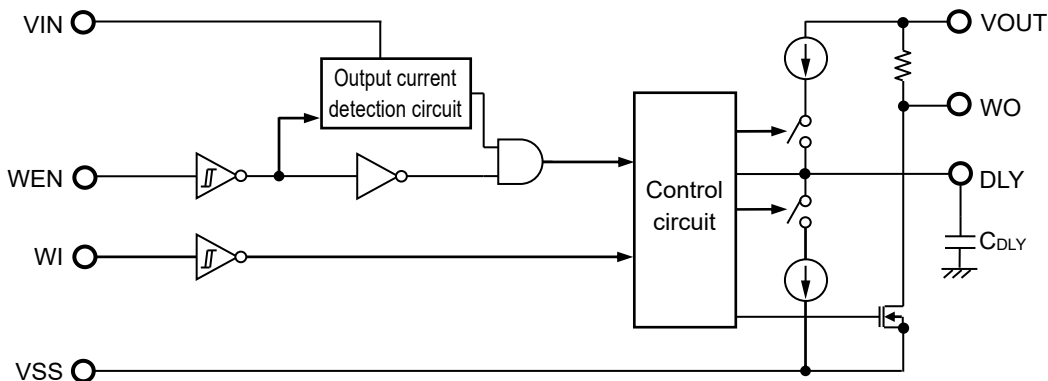 VIN
VOUT
Output current
detection circuit
WO
WEN
Control
circuit
DLY
WI
CDLY
VSS